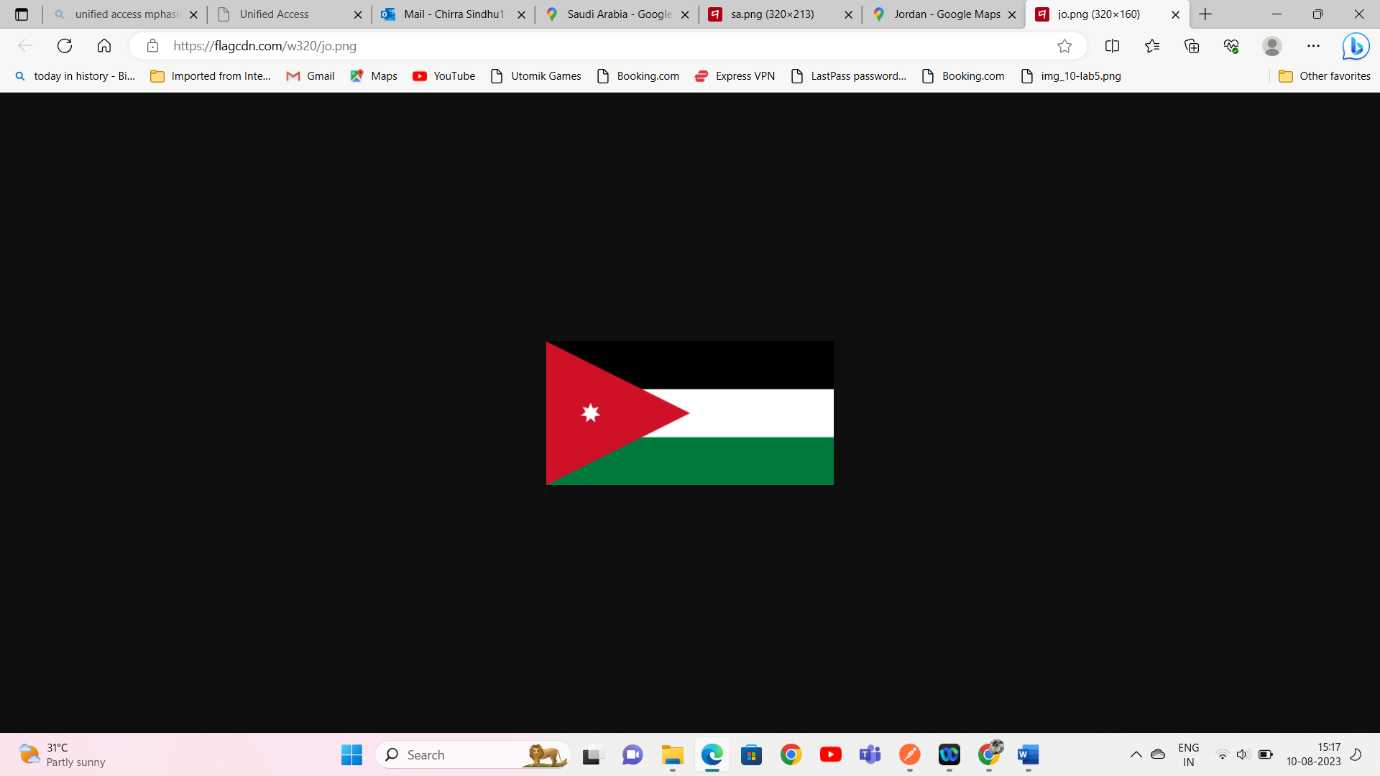 unified access mphasi
Unified Access
Mail - Chirra Sindhu1
Saudi Arabia - Google
sa.png (320×213)
Jordan - Google Maps
jo.png (320×160)
https://flagcdn.com/w320/jo.png
today in history - Bi...
Imported from Inte...
Gmail
Maps
YouTube
Utomik Games
Booking.com
Express VPN
LastPass password...
Booking.com
img_10-lab5.png
Other favorites
31°C
Partly sunny
Search
ENG
IN
15:17
10-08-2023